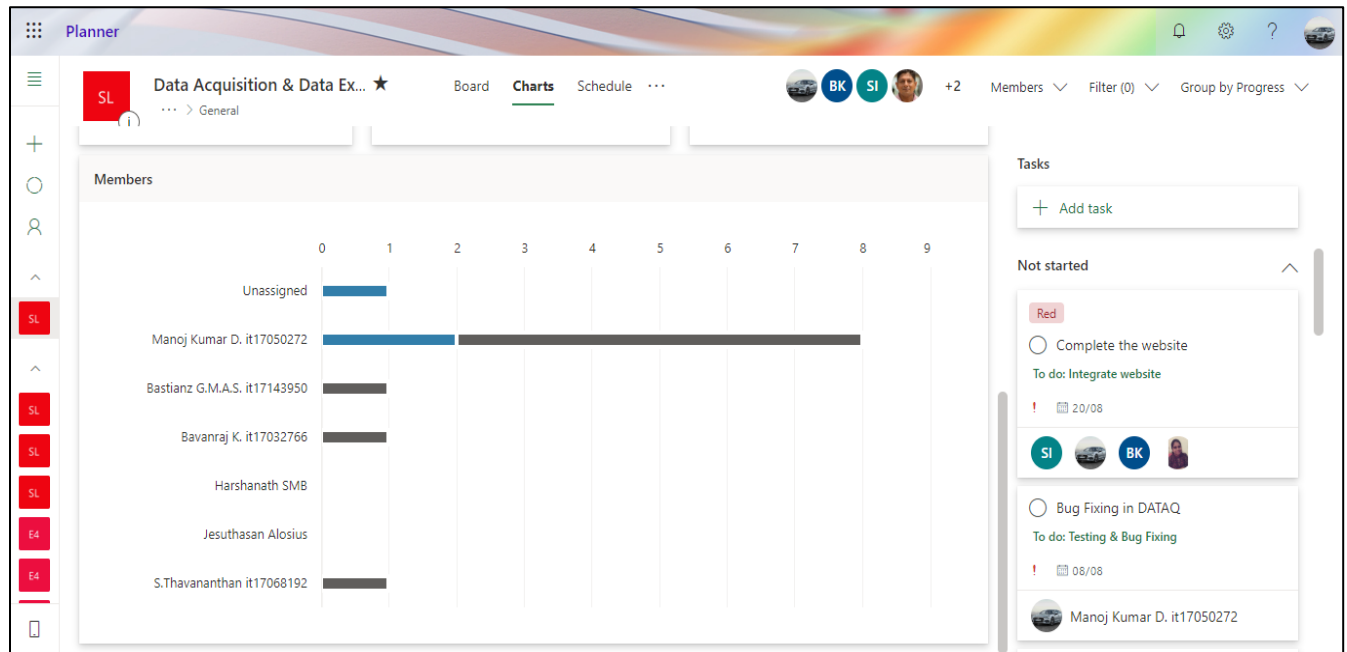 Planner
SL
Data Acquisition & Data Ex... ★
... > General
Board
Charts
Schedule
...
BK
SI
+2
Members
Filter (0)
Group by Progress
Members
0 1 2 3 4 5 6 7 8 9
Unassigned
Manoj Kumar D. it17050272
Bastianz G.M.A.S. it17143950
Bavanraj K. it17032766
Harshanath SMB
Jesuthasan Alosius
S.Thavananthan it17068192
SL
SL
SL
SL
E4
E4
Tasks
+ Add task
Not started
Red
Complete the website
To do: Integrate website
! 20/08
SI
BK
Bug Fixing in DATAQ
To do: Testing & Bug Fixing
! 08/08
Manoj Kumar D. it17050272